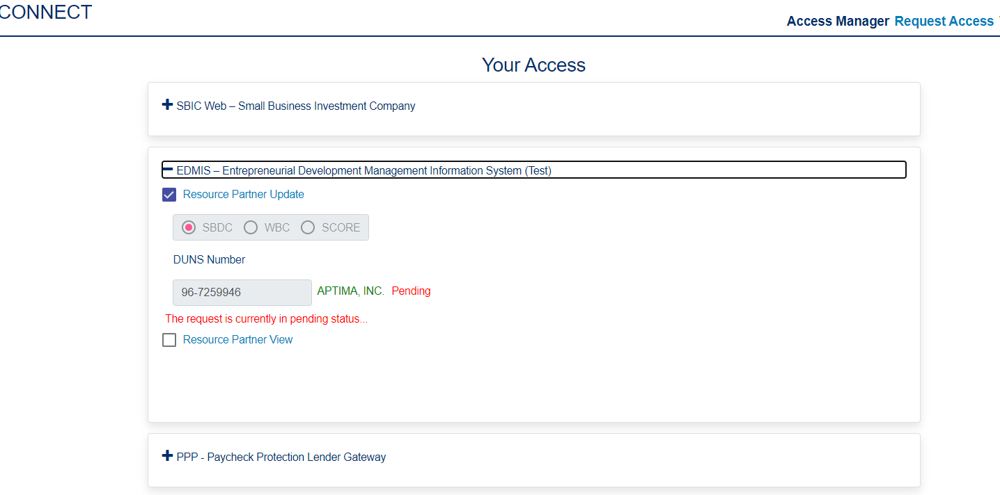 CONNECT
Access Manager Request Access
Your Access
SBIC Web – Small Business Investment Company
EDMIS – Entrepreneurial Development Management Information System (Test)
Resource Partner Update
SBDC WBC SCORE
DUNS Number
96-7259946 APTIMA, INC. Pending
The request is currently in pending status...
Resource Partner View
PPP - Paycheck Protection Lender Gateway